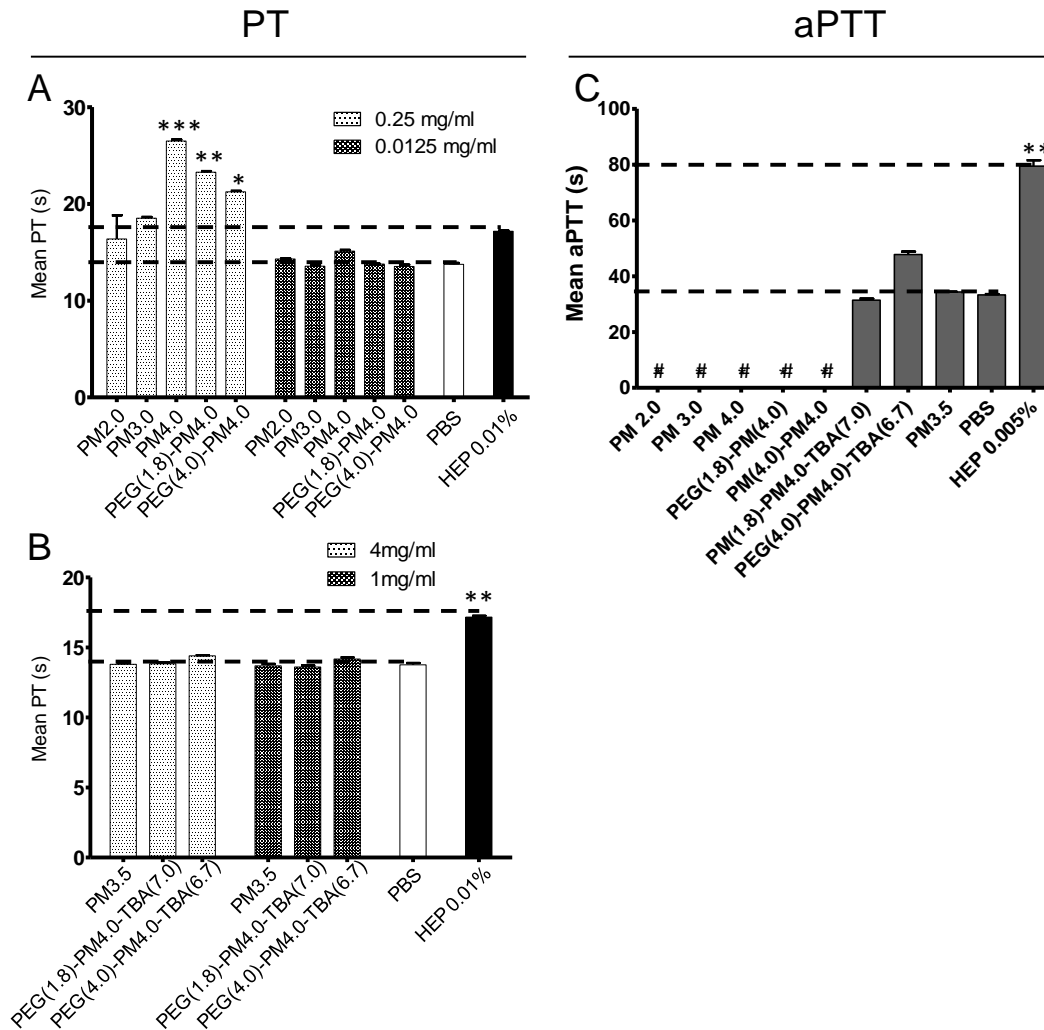 PT
aPTT
A
30
20
10
0
Mean PT (s)
***
**
*
0.25 mg/ml
0.0125 mg/ml
PM2.0
PM3.0
PM4.0
PEG(1.8)-PM4.0
PEG(4.0)-PM4.0
PM2.0
PM3.0
PM4.0
PEG(1.8)-PM4.0
PEG(4.0)-PM4.0
PBS
HEP 0.01%
C
100
80
60
40
20
0
Mean aPTT (s)
# # # # #
**
PM 2.0
PM 3.0
PM 4.0
PEG(1.8)-PM(4.0)
PM(4.0)-PM4.0
PM(1.8)-PM4.0-TBA(7.0)
PEG(4.0)-PM4.0)-TBA(6.7)
PM3.5
PBS
HEP 0.005%
B
20
15
10
5
0
Mean PT (s)
4mg/ml
1mg/ml
**
PM3.5
PEG(1.8)-PM4.0-TBA(7.0)
PEG(4.0)-PM4.0-TBA(6.7)
PM3.5
PEG(1.8)-PM4.0-TBA(7.0)
PEG(4.0)-PM4.0-TBA(6.7)
PBS
HEP 0.01%